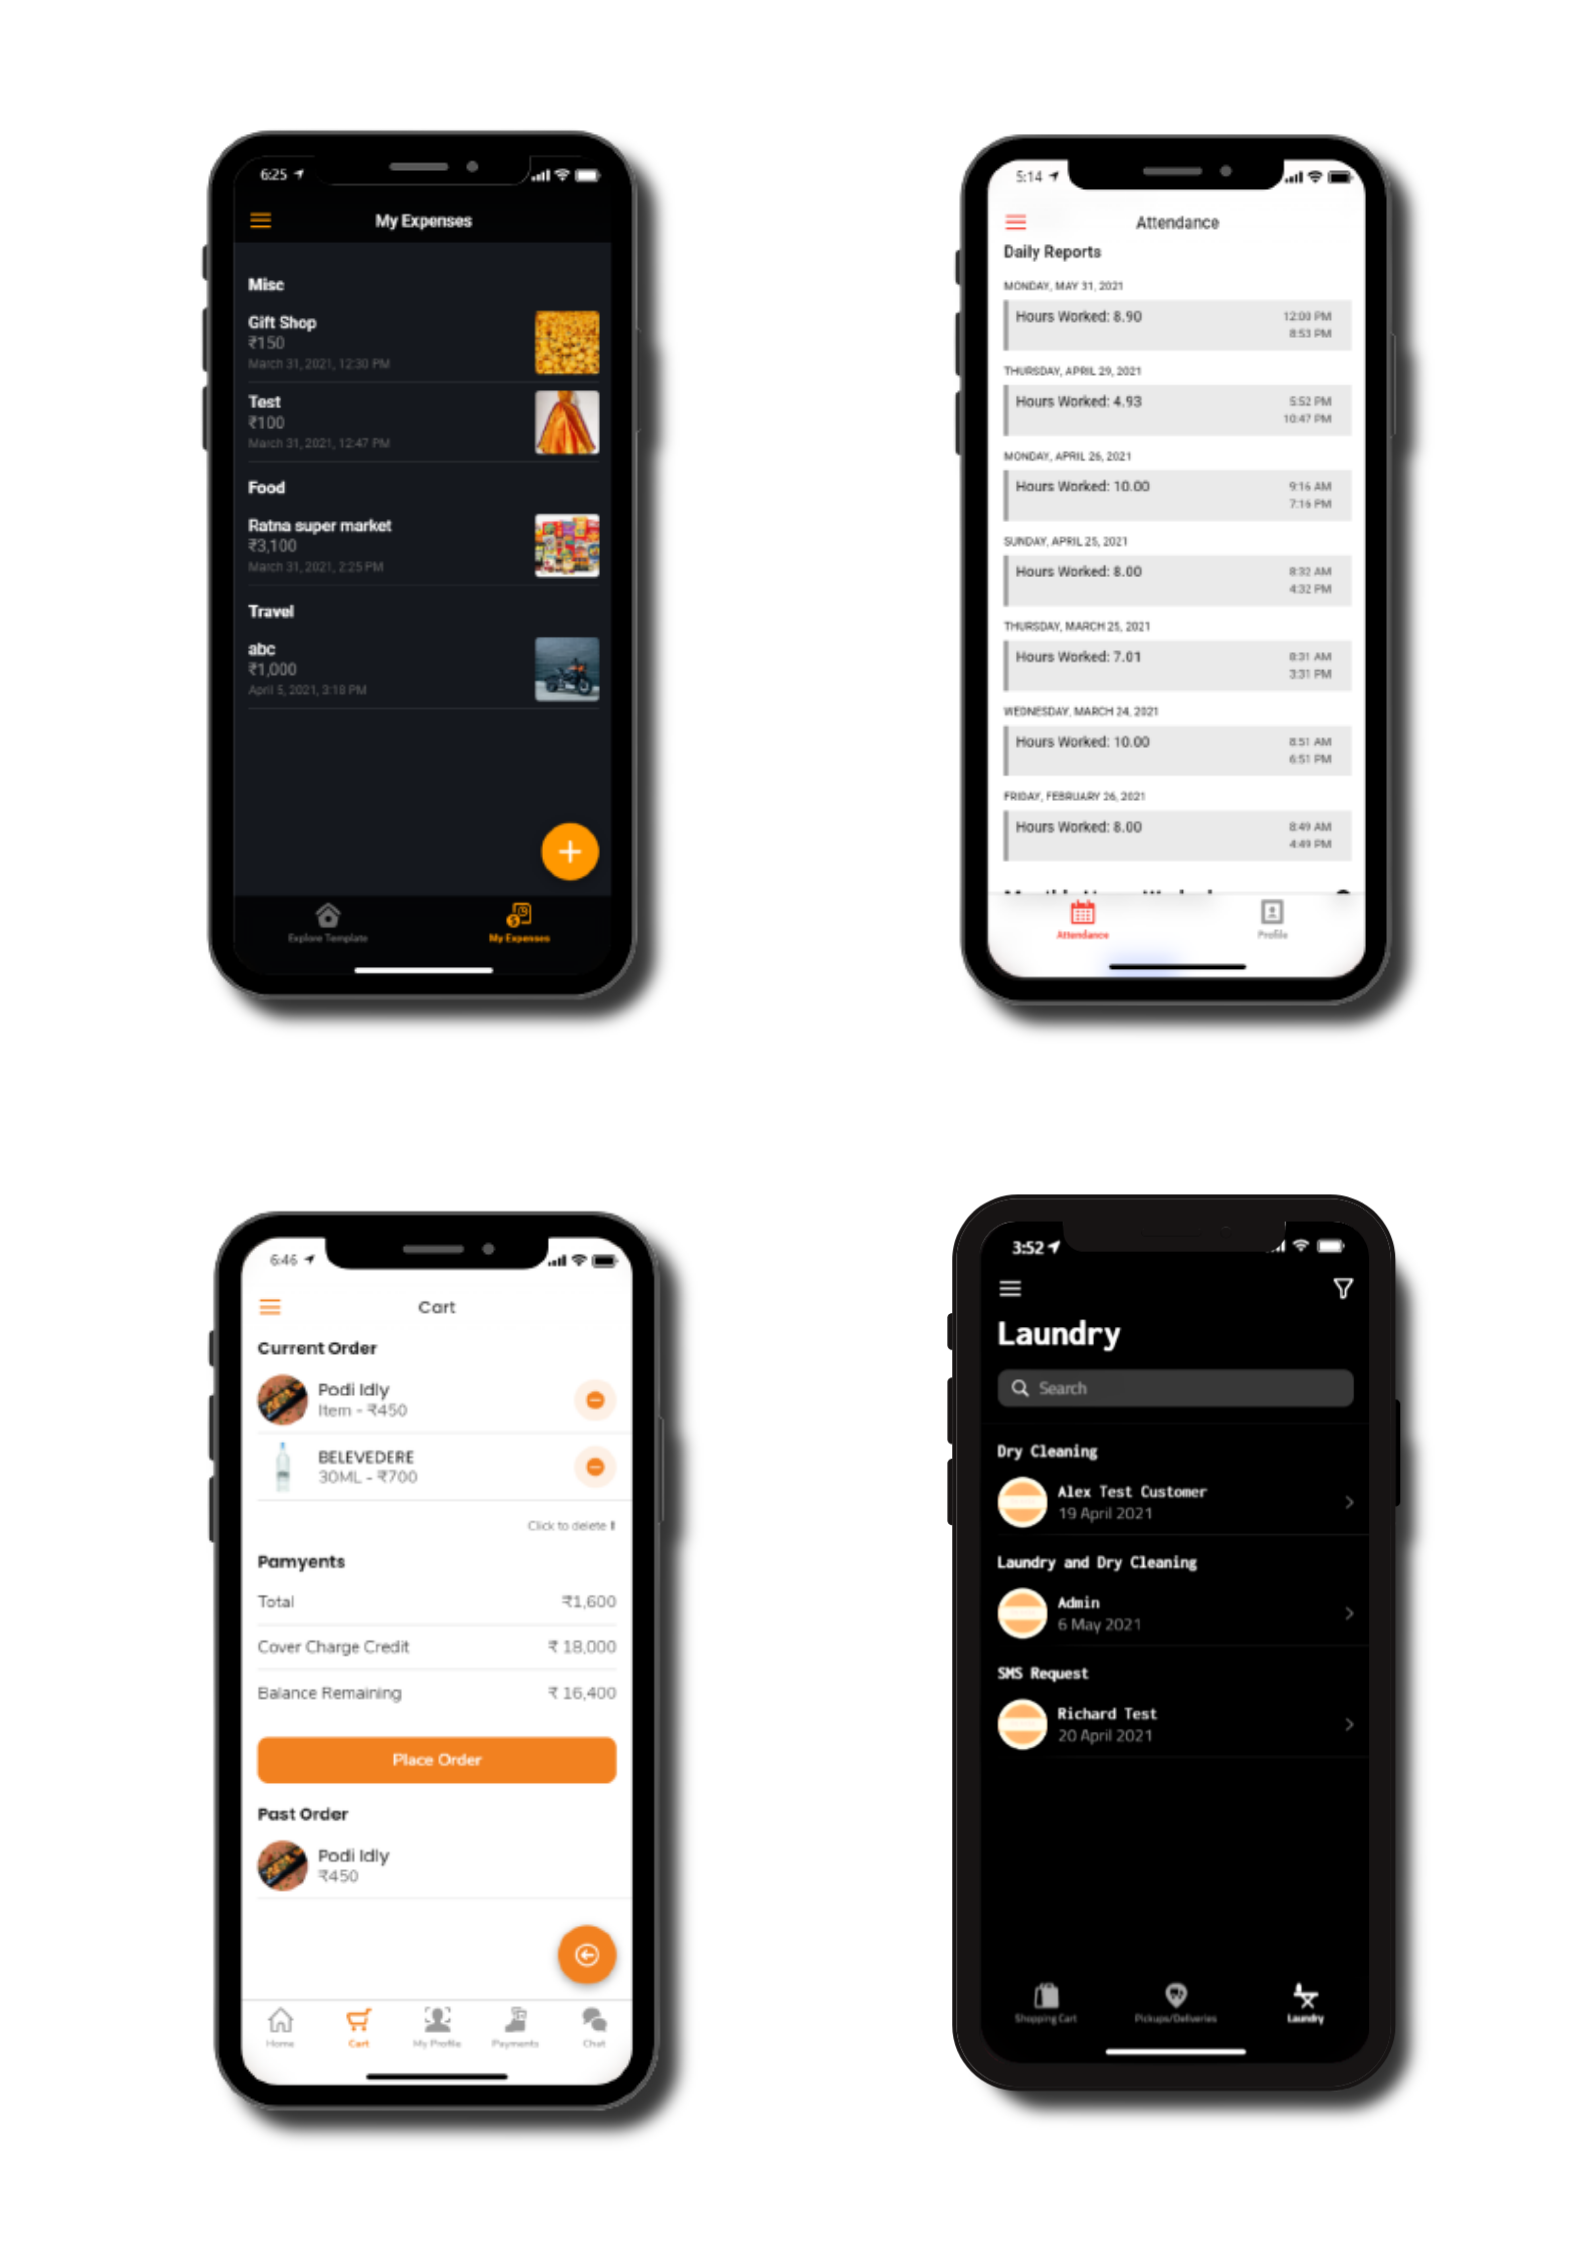 6:25
My Expenses
Misc
Gift Shop
₹150
March 31, 2021, 12:30 PM
Test
₹100
March 31, 2021, 12:47 PM
Food
Ratna super market
₹3,100
March 31, 2021, 2:25 PM
Travel
abc
₹1,000
April 5, 2021, 3:18 PM
Explore Template
My Expenses
5:14
Attendance
Daily Reports
MONDAY, MAY 31, 2021
Hours Worked: 8.90
12:00 PM
8:53 PM
THURSDAY, APRIL 29, 2021
Hours Worked: 4.93
5:52 PM
10:47 PM
MONDAY, APRIL 26, 2021
Hours Worked: 10.00
9:16 AM
7:16 PM
SUNDAY, APRIL 25, 2021
Hours Worked: 8.00
8:32 AM
4:32 PM
THURSDAY, MARCH 25, 2021
Hours Worked: 7.01
8:31 AM
3:31 PM
WEDNESDAY, MARCH 24, 2021
Hours Worked: 10.00
8:51 AM
6:51 PM
FRIDAY, FEBRUARY 26, 2021
Hours Worked: 8.00
8:49 AM
4:49 PM
Attendance
Profile
6:46
Cart
Current Order
Podi Idly
Item - ₹450
BELEVEDERE
30ML - ₹700
Click to delete
Pamyents
Total ₹1,600
Cover Charge Credit ₹ 18,000
Balance Remaining ₹ 16,400
Place Order
Past Order
Podi Idly
₹450
Home
Cart
My Profile
Payments
Chat
3:52
Laundry
Search
Dry Cleaning
Alex Test Customer
19 April 2021
Laundry and Dry Cleaning
Admin
6 May 2021
SMS Request
Richard Test
20 April 2021
Shopping Cart
Pickups/Deliveries
Laundry